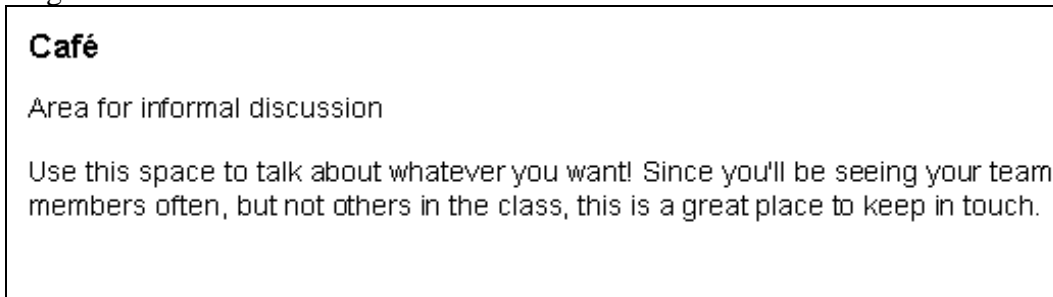 Café
Area for informal discussion
Use this space to talk about whatever you want! Since you'll be seeing your team
members often, but not others in the class, this is a great place to keep in touch.